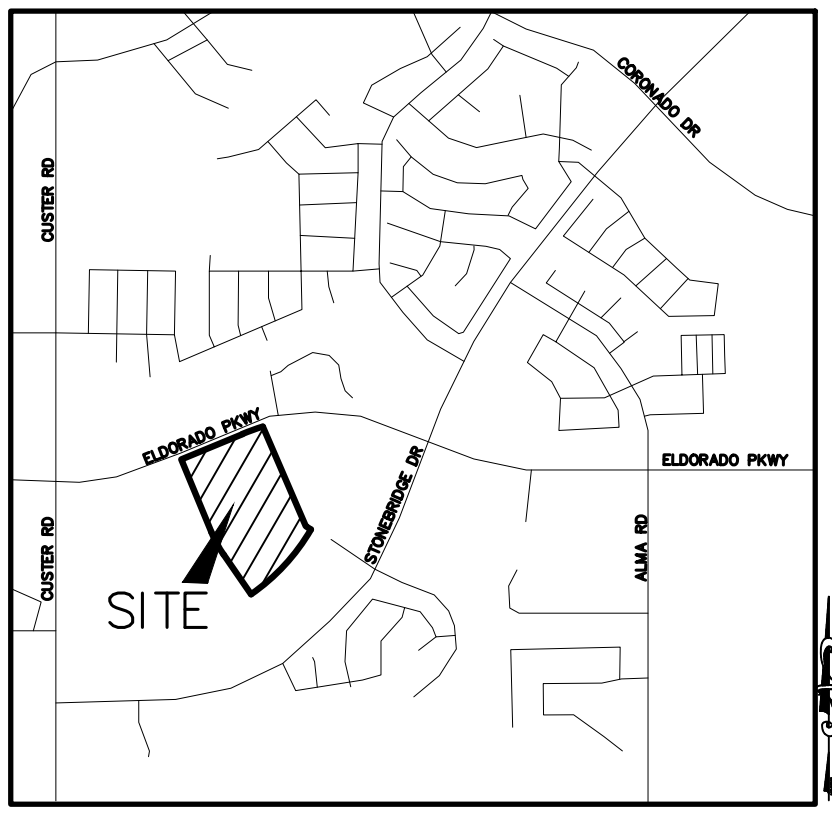 CORONADO DR
CUSTER RD
ELDORADO PKWY
ELDORADO PKWY
STONEBRIDGE DR
CUSTER RD
ALMA RD
SITE